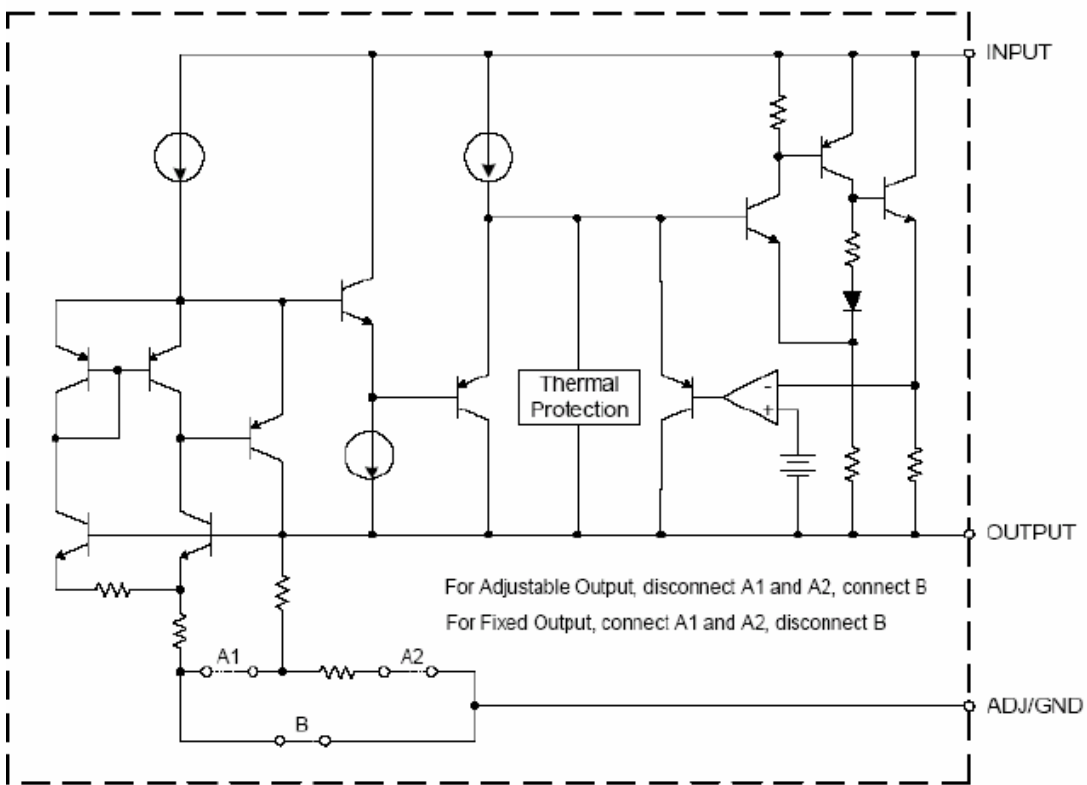 INPUT
Thermal
Protection
-
+
OUTPUT
For Adjustable Output, disconnect A1 and A2, connect B
For Fixed Output, connect A1 and A2, disconnect B
A1
A2
ADJ/GND
B